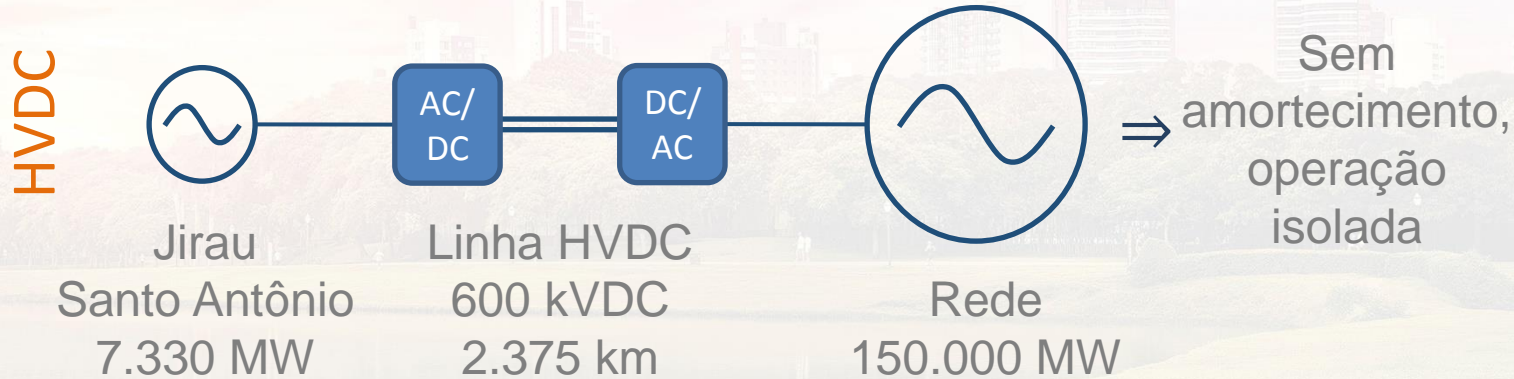 HVDC
AC/
DC
DC/
AC
⇒
Sem
amortecimento,
operação
isolada
Jirau
Santo Antônio
7.330 MW
Linha HVDC
600 kVDC
2.375 km
Rede
150.000 MW